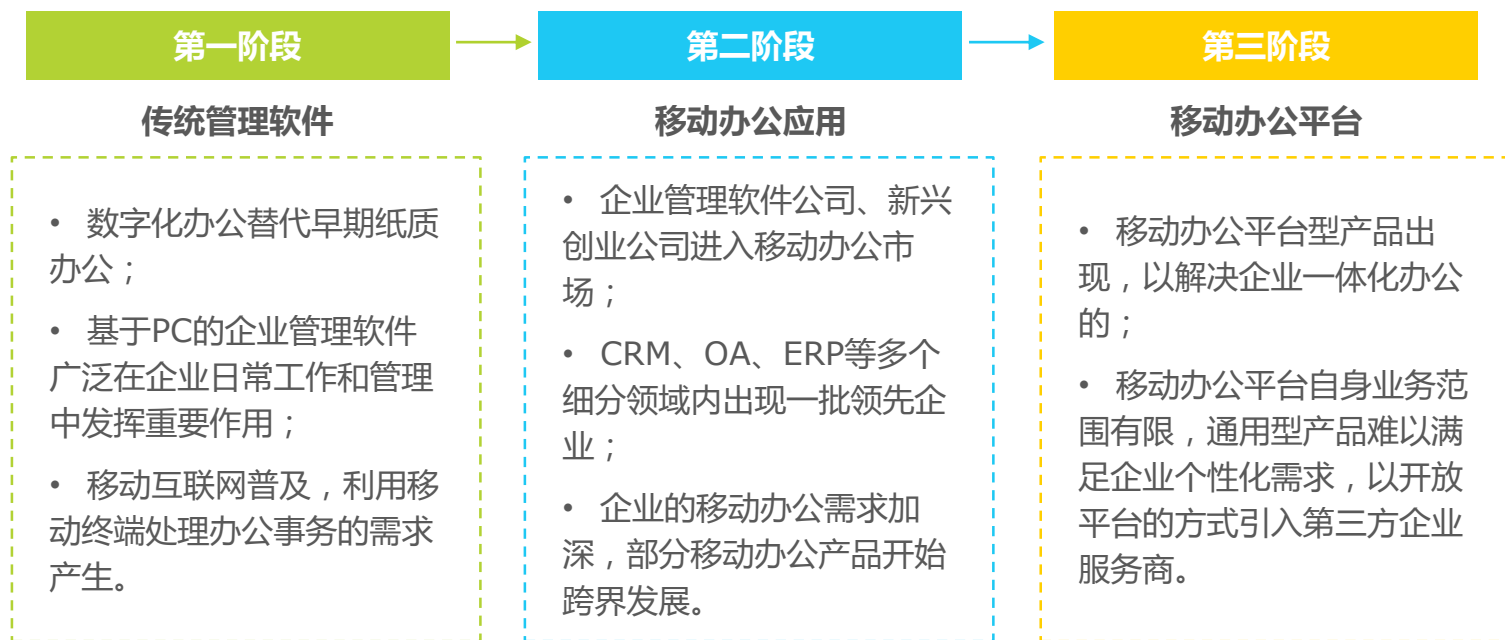 第一阶段
传统管理软件
• 数字化办公替代早期纸质
办公；
• 基于PC的企业管理软件
广泛在企业日常工作和管理
中发挥重要作用；
• 移动互联网普及，利用移
动终端处理办公事务的需求
产生。
第二阶段
移动办公应用
• 企业管理软件公司、新兴
创业公司进入移动办公市
场；
• CRM、OA、ERP等多个
细分领域内出现一批领先企
业；
• 企业的移动办公需求加
深，部分移动办公产品开始
跨界发展。
第三阶段
移动办公平台
• 移动办公平台型产品出
现，以解决企业一体化办公
的；
• 移动办公平台自身业务范
围有限，通用型产品难以满
足企业个性化需求，以开放
平台的方式引入第三方企业
服务商。